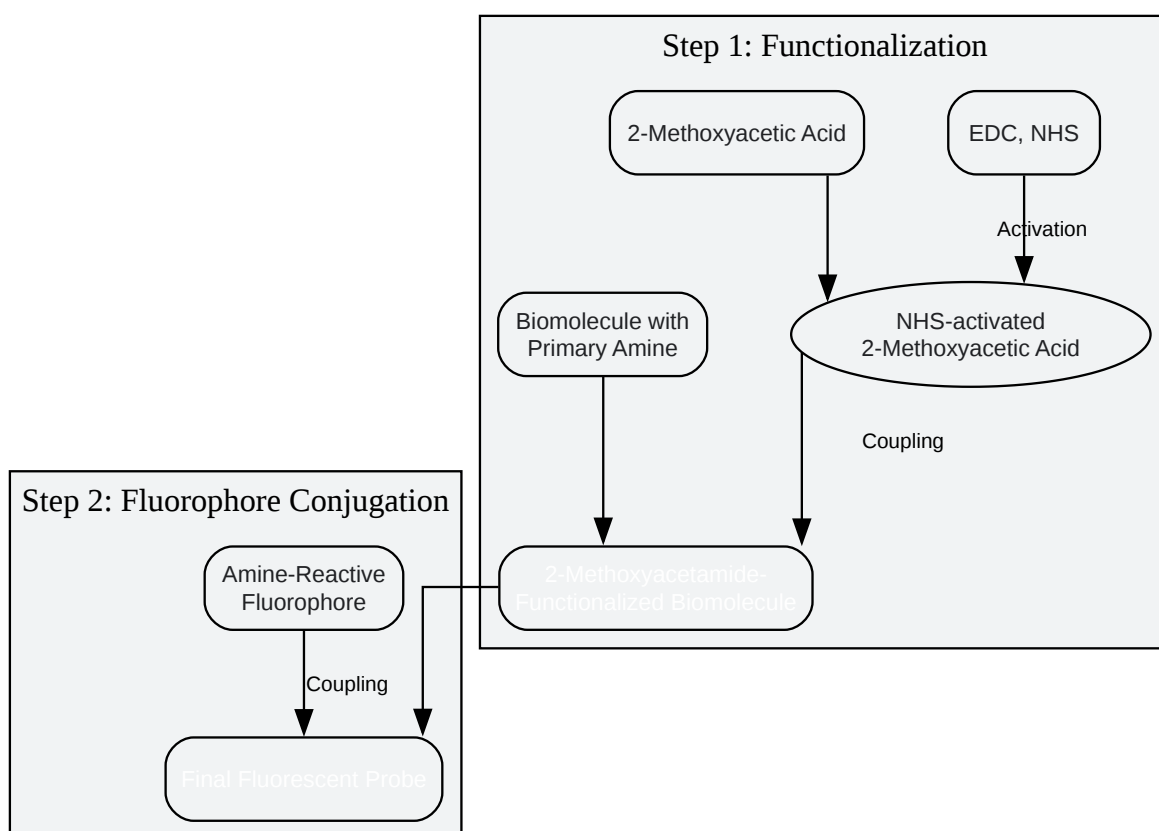 Step 1: Functionalization
2-Methoxyacetic Acid
EDC, NHS
Activation
Biomolecule with
Primary Amine
NHS-activated
2-Methoxyacetic Acid
Coupling
2-Methoxyacetamide-
Functionalized Biomolecule
Step 2: Fluorophore Conjugation
Amine-Reactive
Fluorophore
Coupling
Final Fluorescent Probe